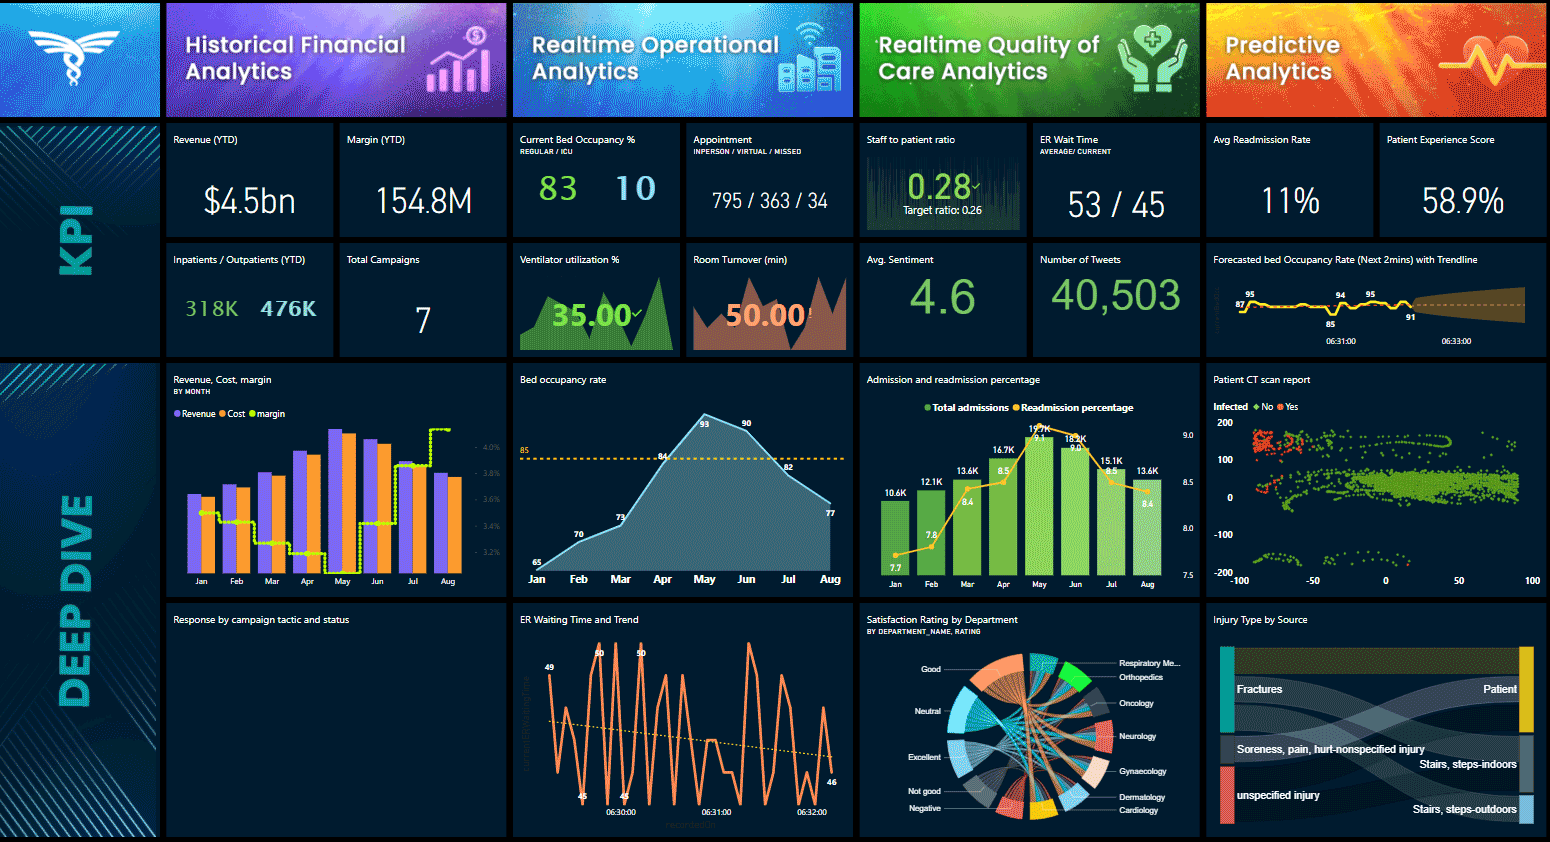 Historical Financial
Analytics
Realtime Operational
Analytics
Realtime Quality of
Care Analytics
Predictive
Analytics
KPI
Revenue (YTD)
$4.5bn
Margin (YTD)
154.8M
Current Bed Occupancy %
REGULAR / ICU
83 10
Appointment
INPERSON / VIRTUAL / MISSED
795 / 363 / 34
Staff to patient ratio
0.28
Target ratio: 0.26
ER Wait Time
AVERAGE/ CURRENT
53 / 45
Avg Readmission Rate
11%
Patient Experience Score
58.9%
Inpatients / Outpatients (YTD)
318K 476K
Total Campaigns
7
Ventilator utilization %
35.00
Room Turnover (min)
50.00!
Avg. Sentiment
4.6
Number of Tweets
40,503
Forecasted bed Occupancy Rate (Next 2mins) with Trendline
87 95 85 94 95 91
06:31:00 06:33:00
DEEP DIVE
Revenue, Cost, margin
BY MONTH
Revenue Cost margin
4.0%
3.8%
3.6%
3.4%
3.2%
Jan Feb Mar Apr May Jun Jul Aug
Bed occupancy rate
85
65 70 73 84 93 90 82 77
Jan Feb Mar Apr May Jun Jul Aug
Admission and readmission percentage
Total admissions Readmission percentage
10.6K 12.1K 13.6K 16.7K 19.7K 18.2K 15.1K 13.6K
7.7 7.8 8.4 8.5 9.1 9.0 8.5 8.4
9.0
8.5
8.0
7.5
Jan Feb Mar Apr May Jun Jul Aug
Patient CT scan report
Infected No Yes
200
100
0
-100
-200
-100 -50 0 50 100
Response by campaign tactic and status
ER Waiting Time and Trend
49 45 50 45 50 46
06:30:00 06:31:00 06:32:00
Satisfaction Rating by Department
BY DEPARTMENT_NAME, RATING
Good
Neutral
Excellent
Not good
Negative
Respiratory Me...
Orthopedics
Oncology
Neurology
Gynaecology
Dermatology
Cardiology
Injury Type by Source
Fractures
Soreness, pain, hurt-nonspecified injury
unspecified injury
Patient
Stairs, steps-indoors
Stairs, steps-outdoors